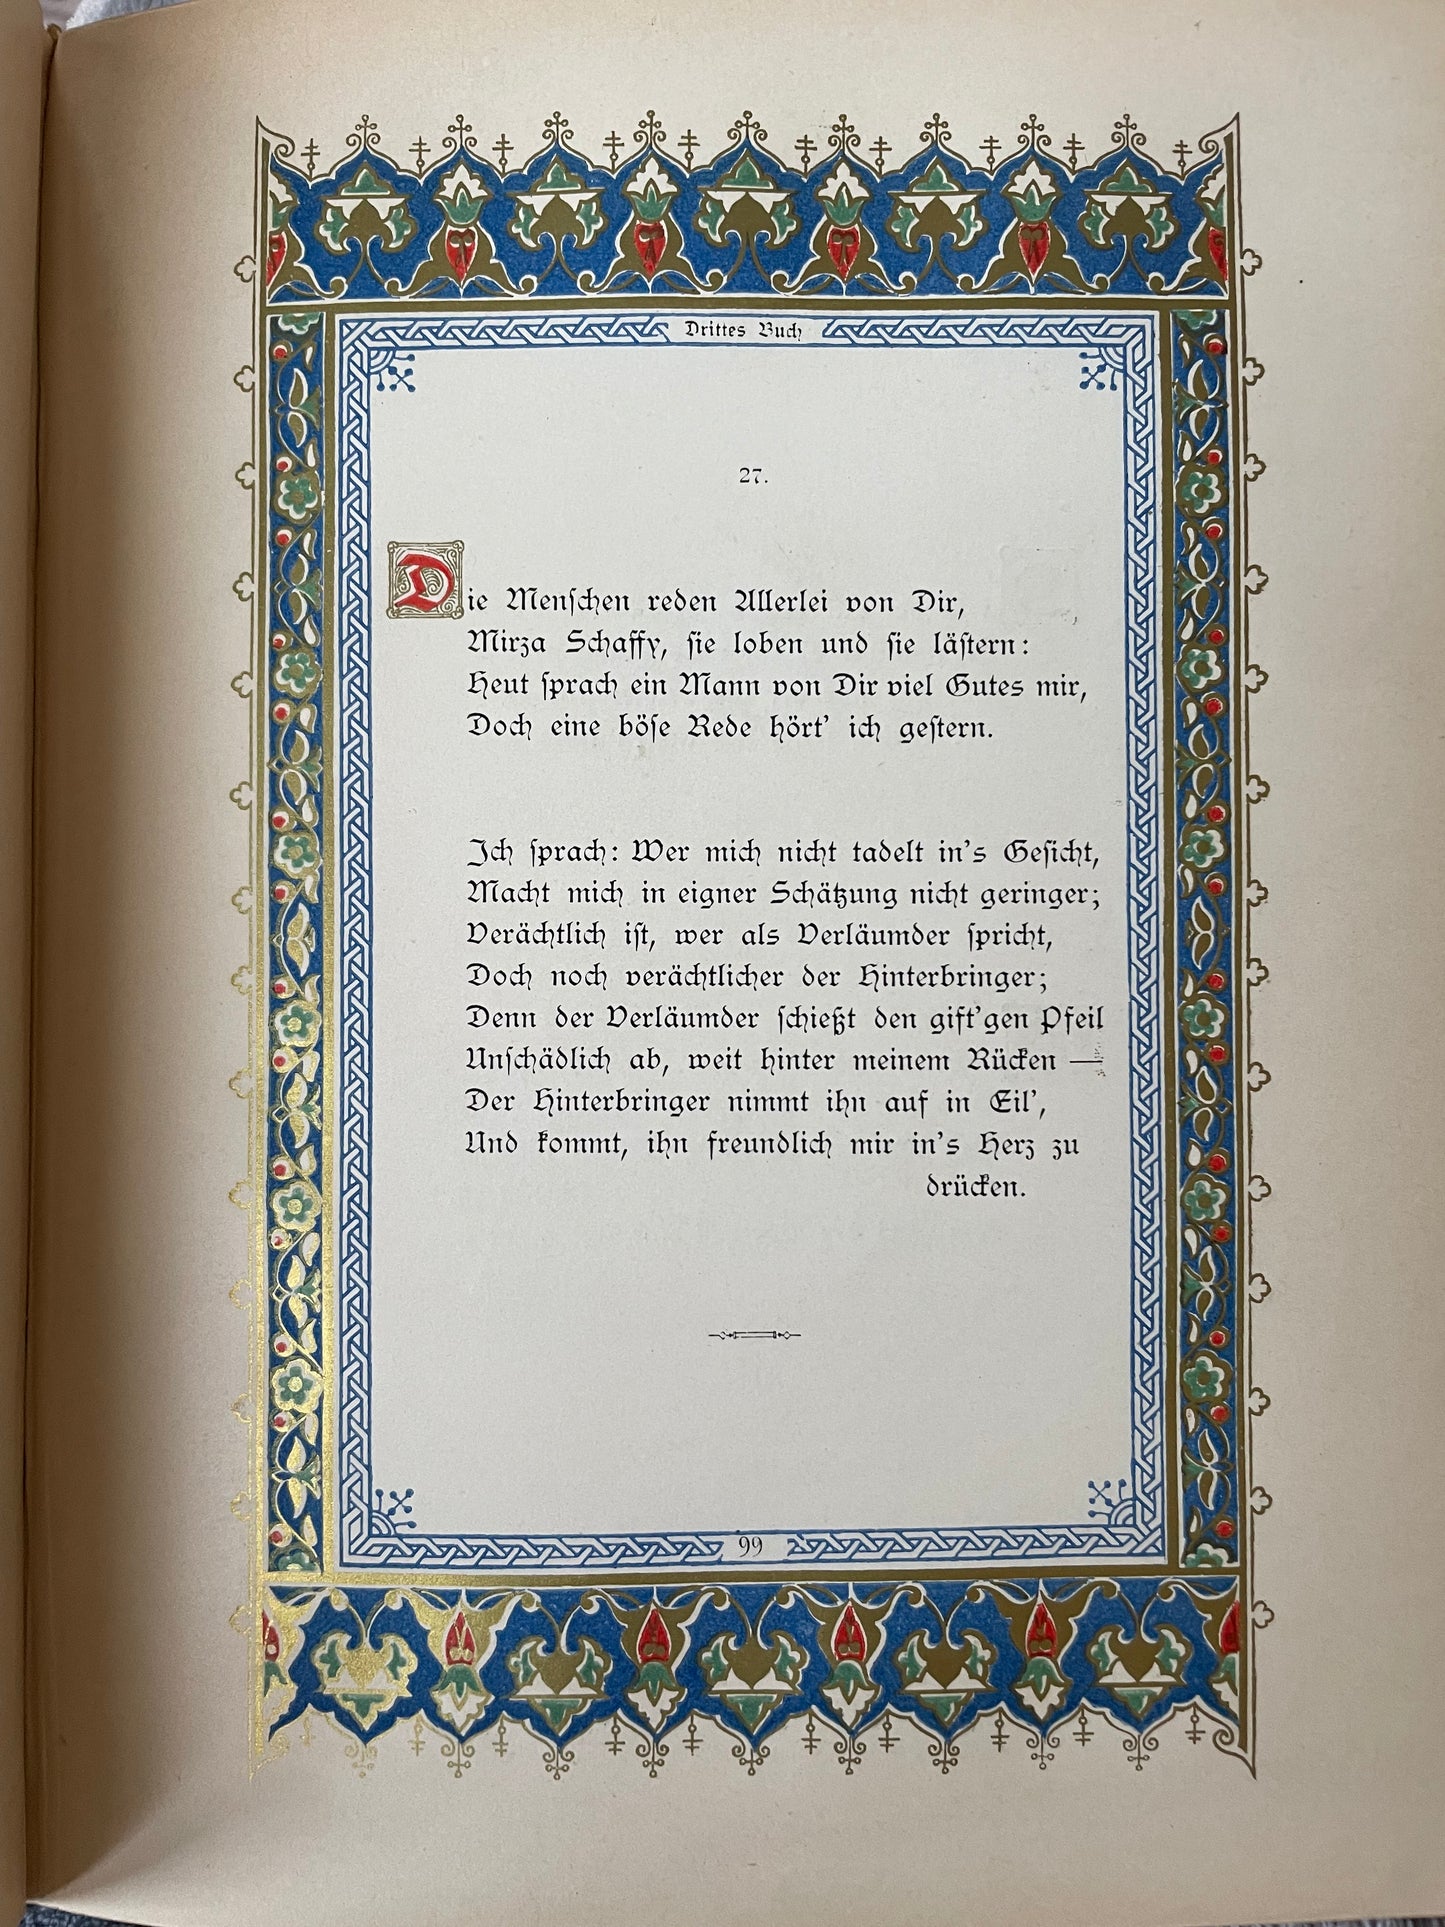 Drittes Buch
27.
Die Menſchen reden Allerlei von Dir,
Mirza Schaffy, ſie loben und ſie läſtern:
Heut ſprach ein Mann von Dir viel Gutes mir,
Doch eine böſe Rede hört’ ich geſtern.
Ich ſprach: Wer mich nicht tadelt in’s Geſicht,
Macht mich in eigner Schätzung nicht geringer;
Verächtlich iſt, wer als Verläumder ſpricht,
Doch noch verächtlicher der Hinterbringer;
Denn der Verläumder ſchießt den gift’gen Pfeil
Unſchädlich ab, weit hinter meinem Rücken —
Der Hinterbringer nimmt ihn auf in Eil’,
Und kommt, ihn freundlich mir in’s Herz zu
drücken.
99